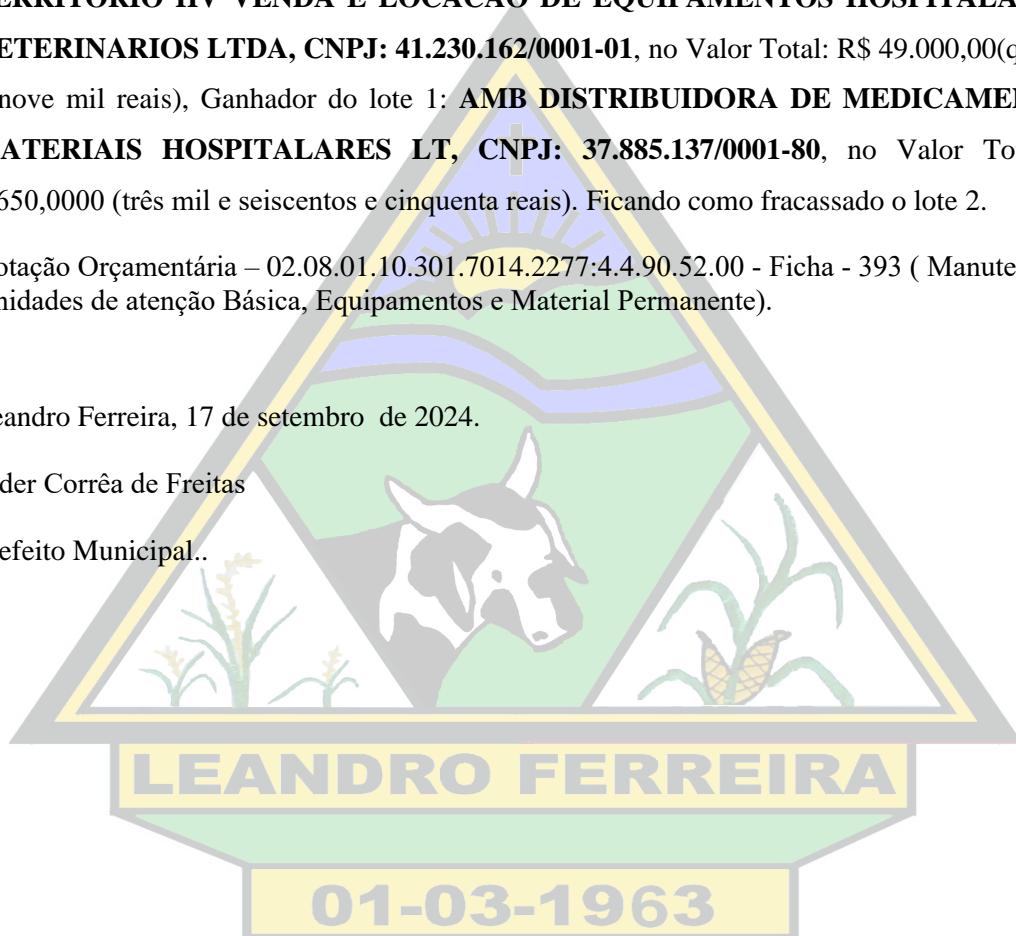 ERRITORIO HV VENDA E LOCACAO DE EQUIPAMENTOS HOSPITALA
ETERINARIOS LTDA, CNPJ: 41.230.162/0001-01, no Valor Total: R$ 49.000,00(q
nove mil reais), Ganhador do lote 1: AMB DISTRIBUIDORA DE MEDICAME
ATERIAIS HOSPITALARES LT, CNPJ: 37.885.137/0001-80, no Valor To
650,0000 (três mil e seiscentos e cinquenta reais). Ficando como fracassado o lote 2.
otação Orçamentária – 02.08.01.10.301.7014.2277:4.4.90.52.00 - Ficha - 393 ( Manute
nidades de atenção Básica, Equipamentos e Material Permanente).
eandro Ferreira, 17 de setembro de 2024.
der Corrêa de Freitas
efeito Municipal..
LEANDRO FERREIRA
01-03-1963